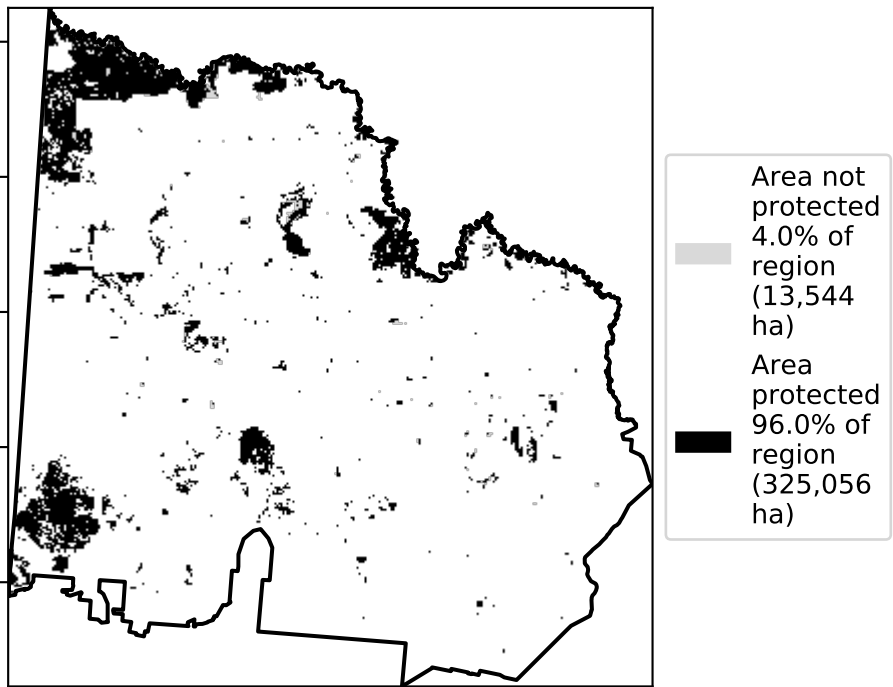 Area not
protected
4.0% of
region
(13,544
ha)
Area
protected
96.0% of
region
(325,056
ha)